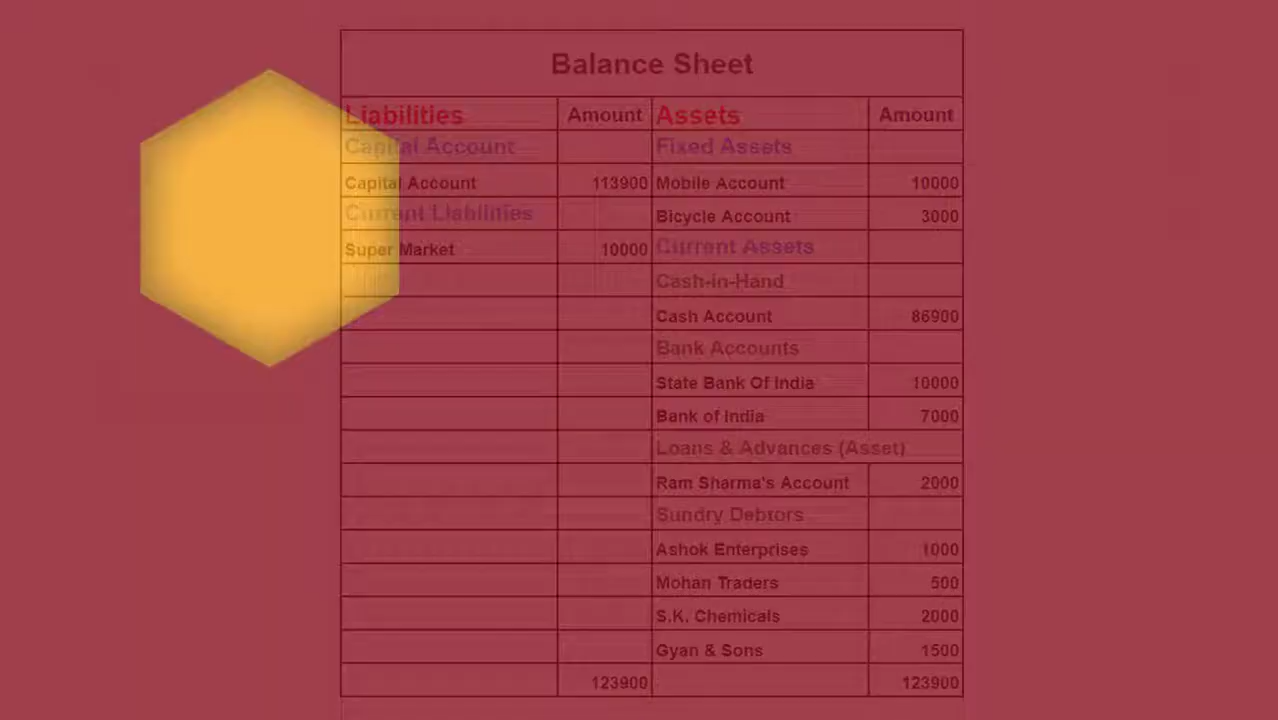 Balance Sheet
Liabilities Amount Assets Amount
Capital Account Fixed Assets
Capital Account 113900 Mobile Account 10000
Current Liabilities Bicycle Account 3000
Super Market 10000 Current Assets
Cash-in-Hand
Cash Account 86900
Bank Accounts
State Bank Of India 10000
Bank of India 7000
Loans & Advances (Asset)
Ram Sharma's Account 2000
Sundry Debtors
Ashok Enterprises 1000
Mohan Traders 500
S.K. Chemicals 2000
Gyan & Sons 1500
123900 123900